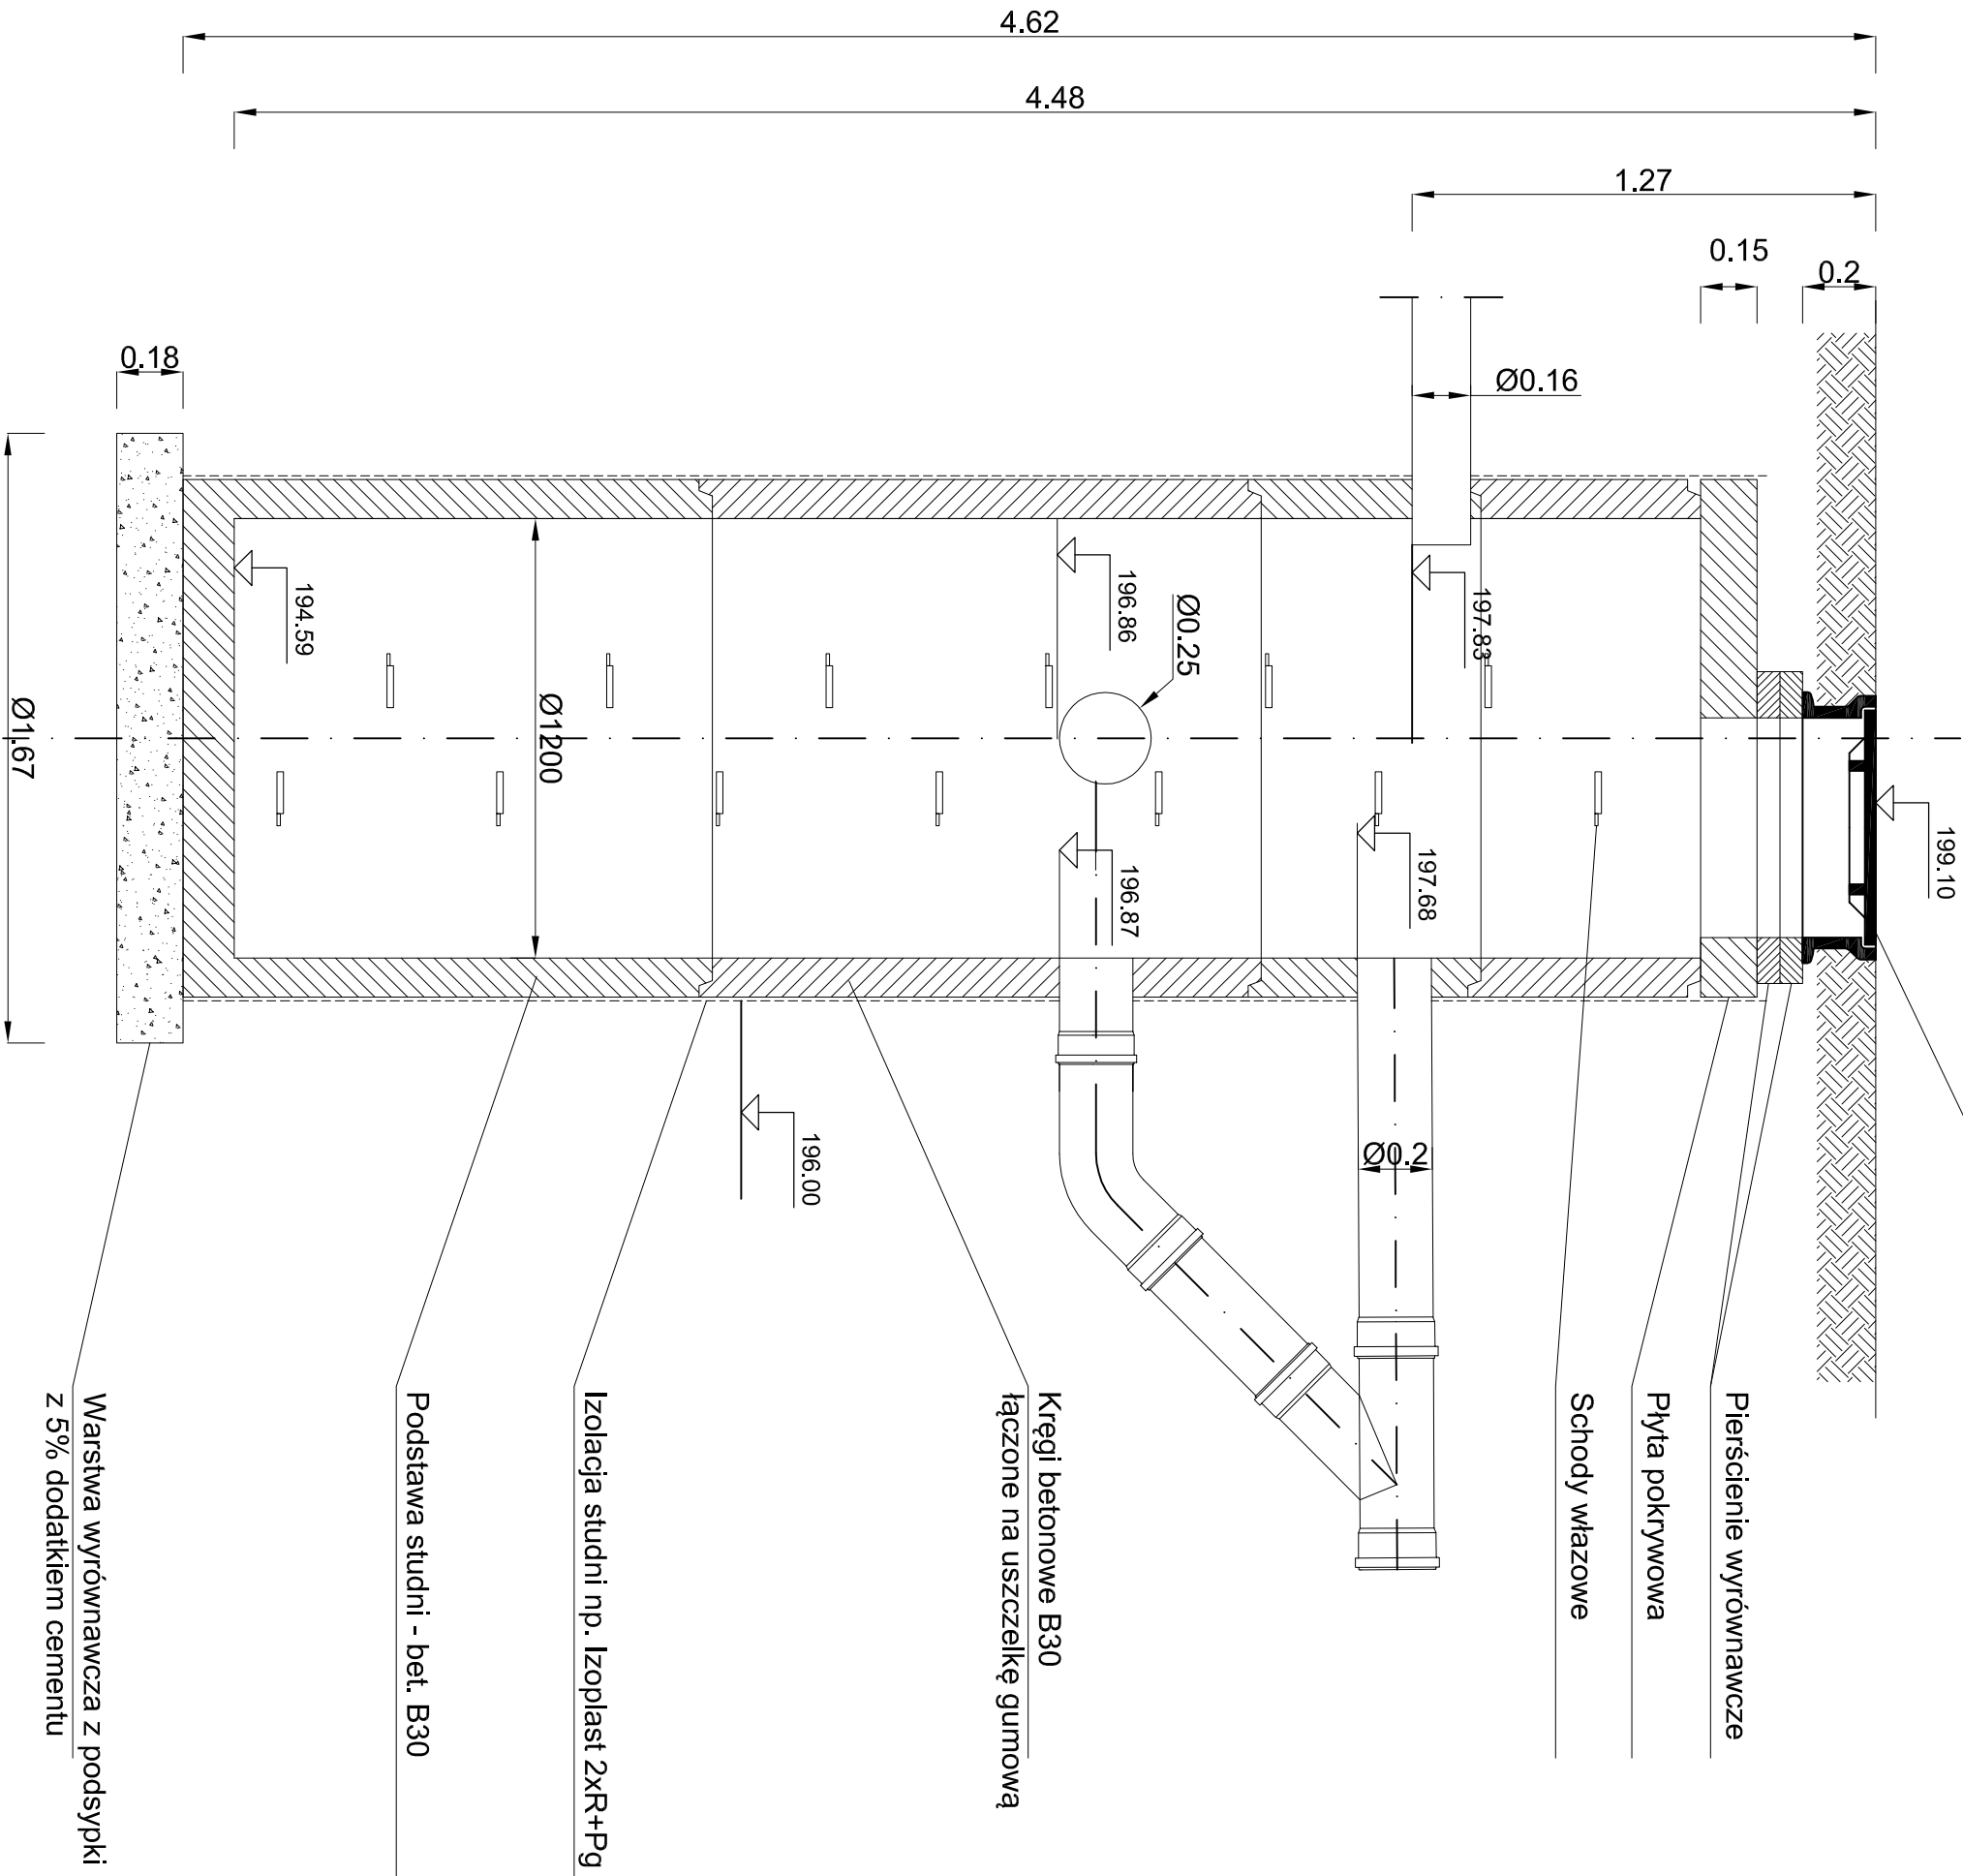 4.62
4.48
1.27
0.15
0.2
0.18
Ø0.16
194.59
196.86
Ø0.25
197.83
Ø1.67
Ø1200
199.10
196.87
197.68
196.00
Ø0.2
Pierścienie wyrównawcze
Płyta pokrywowa
Schody włazowe
Kręgi betonowe B30
łączone na uszczelkę gumową
Izolacja studni np. Izoplast 2xR+Pg
Podstawa studni - bet. B30
Warstwa wyrównawcza z podsypki
z 5% dodatkiem cementu